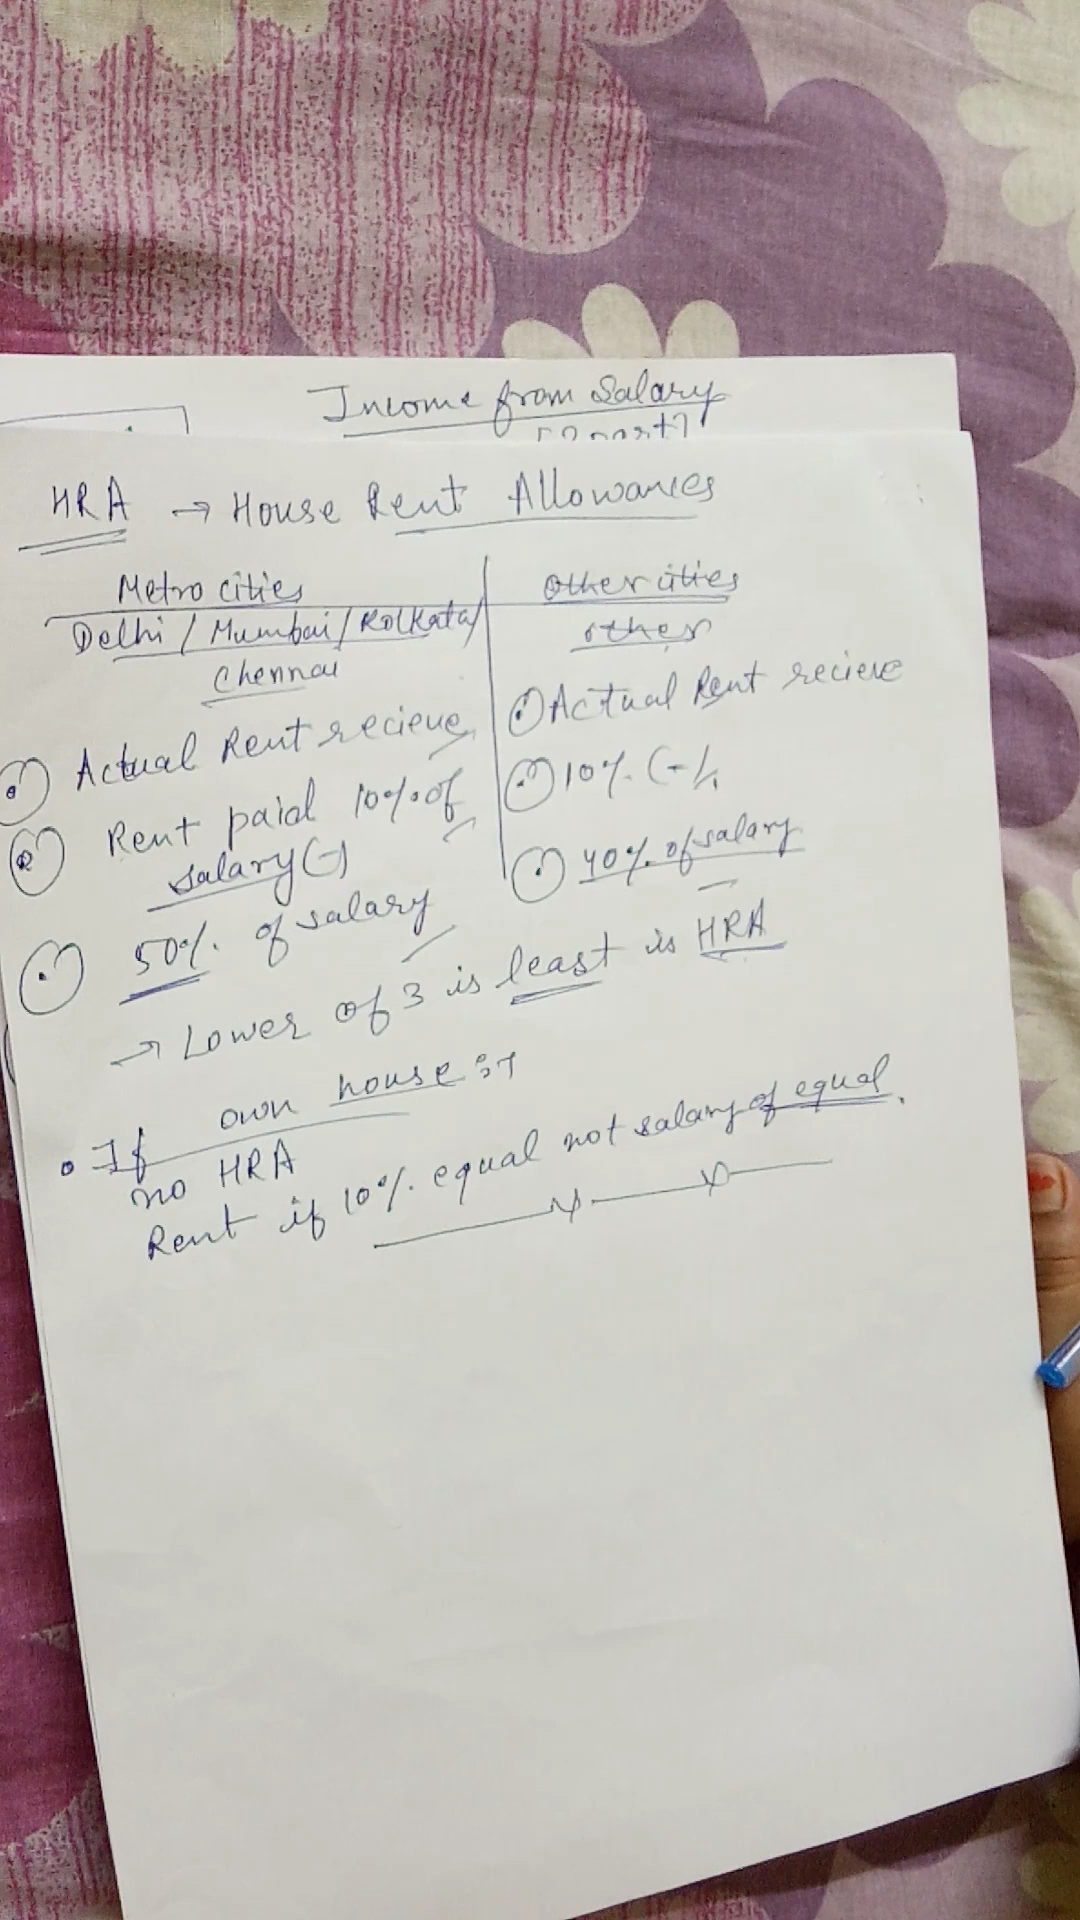 Income from Salary
HRA → House Rent Allowances
Metro cities
Delhi / Mumbai / Kolkata /
Chennai
Actual Rent recieve
Rent paid 10% of
salary (-)
50% of salary
Other cities
other
Actual Rent recieve
10% (-)
40% of salary
→ Lower of 3 is least is HRA
• If own house
no HRA
Rent if 10% equal not salary of equal.